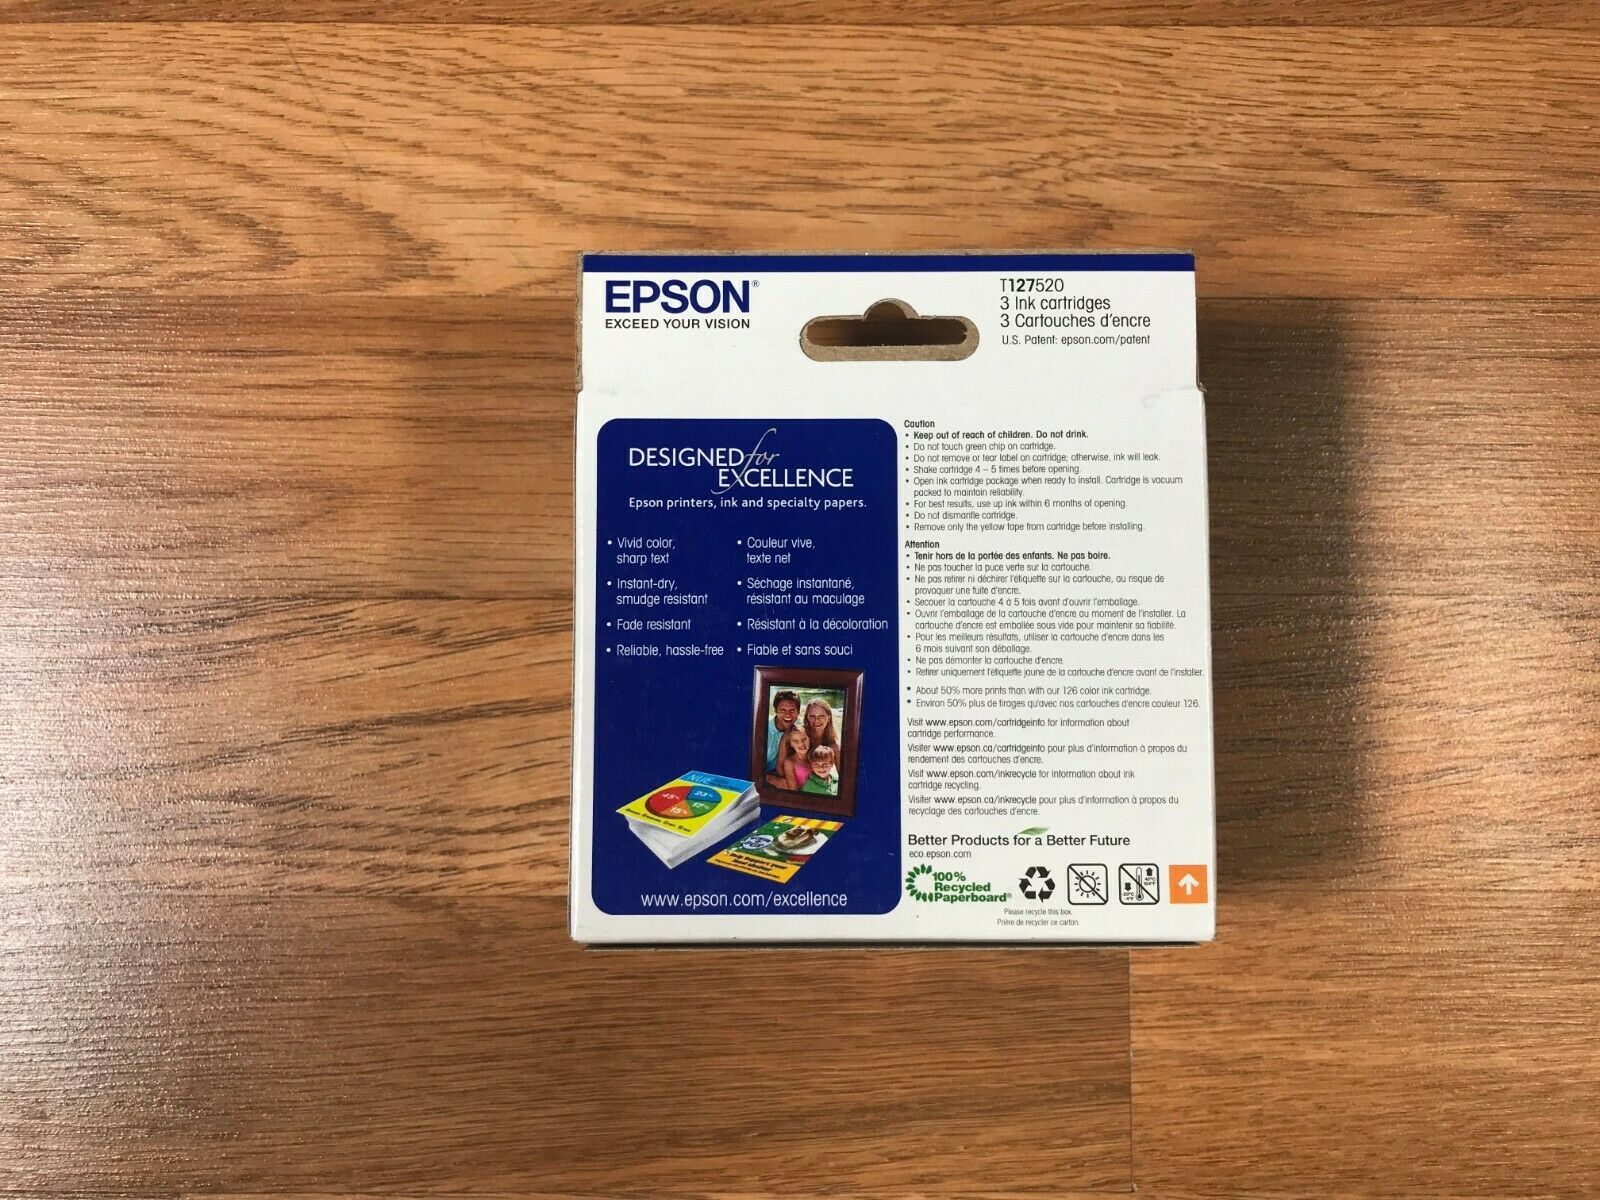 EPSON®
EXCEED YOUR VISION
T127520
3 Ink cartridges
3 Cartouches d'encre
U.S. Patent: epson.com/patent
DESIGNED for
EXCELLENCE
Epson printers, ink and specialty papers.
• Vivid color,
sharp text
• Instant-dry,
smudge resistant
• Fade resistant
• Reliable, hassle-free
• Couleur vive,
texte net
• Séchage instantané,
résistant au maculage
• Résistant à la décoloration
• Fiable et sans souci
45%
23%
17%
15%
www.epson.com/excellence
Caution
• Keep out of reach of children. Do not drink.
• Do not touch green chip on cartridge.
• Do not remove or tear label on cartridge; otherwise, ink will leak.
• Shake cartridge 4 – 5 times before opening.
• Open ink cartridge package when ready to install. Cartridge is vacuum
packed to maintain reliability.
• For best results, use up ink within 6 months of opening.
• Do not dismantle cartridge.
• Remove only the yellow tape from cartridge before installing.
Attention
• Tenir hors de la portée des enfants. Ne pas boire.
• Ne pas toucher la puce verte sur la cartouche.
• Ne pas retirer ni déchirer l'étiquette sur la cartouche, au risque de
provoquer une fuite d'encre.
• Secouer la cartouche 4 à 5 fois avant d'ouvrir l'emballage.
• Ouvrir l'emballage de la cartouche d'encre au moment de l'installer. La
cartouche d'encre est emballée sous vide pour maintenir sa fiabilité.
• Pour les meilleurs résultats, utiliser la cartouche d'encre dans les
6 mois suivant son déballage.
• Ne pas démonter la cartouche d'encre.
• Retirer uniquement l'étiquette jaune de la cartouche d'encre avant de l'installer.
* About 50% more prints than with our 126 color ink cartridge.
* Environ 50% plus de tirages qu'avec nos cartouches d'encre couleur 126.
Visit www.epson.com/cartridgeinfo for information about
cartridge performance.
Visiter www.epson.ca/cartridgeinfo pour plus d'information à propos du
rendement des cartouches d'encre.
Visit www.epson.com/inkrecycle for information about ink
cartridge recycling.
Visiter www.epson.ca/inkrecycle pour plus d'information à propos du
recyclage des cartouches d'encre.
Better Products for a Better Future
eco.epson.com
100%
Recycled
Paperboard®
Please recycle this box.
Prière de recycler ce carton.